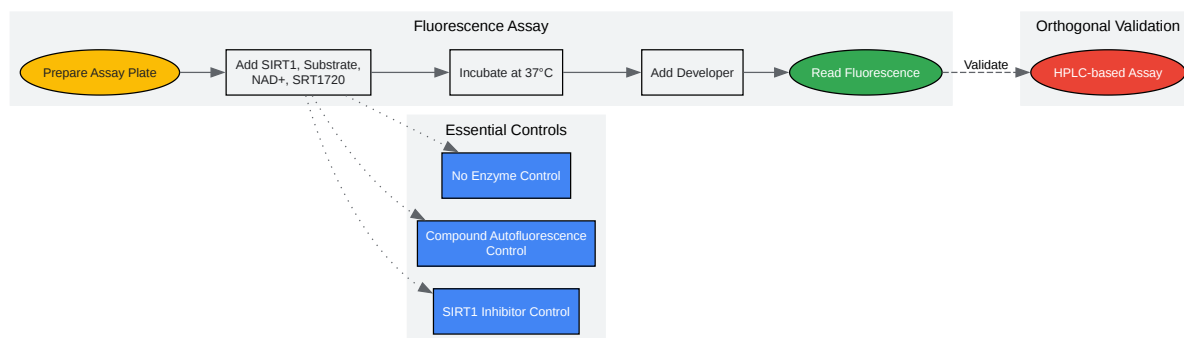 Fluorescence Assay
Orthogonal Validation
Prepare Assay Plate
Add SIRT1, Substrate,
NAD+, SRT1720
Incubate at 37°C
Add Developer
Read Fluorescence
Validate
HPLC-based Assay
Essential Controls
No Enzyme Control
Compound Autofluorescence
Control
SIRT1 Inhibitor Control